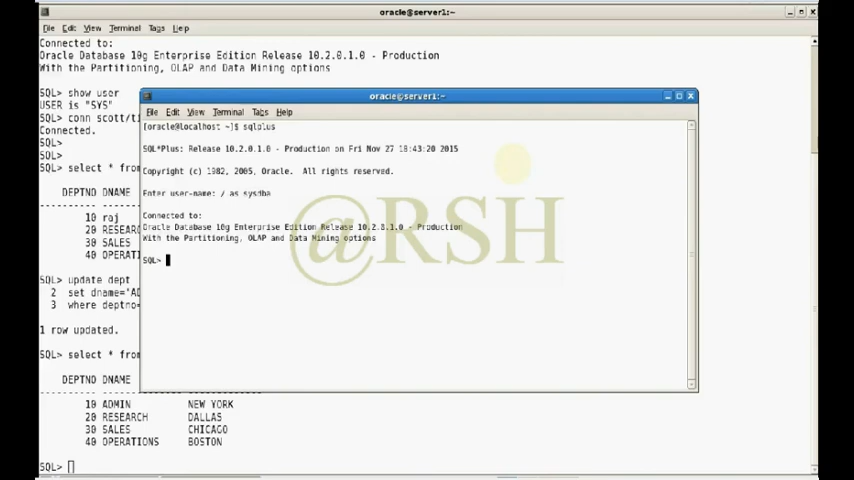 oracle@server1:~
File Edit View Terminal Tags Help
Connected to:
Oracle Database 10g Enterprise Edition Release 10.2.0.1.0 - Production
With the Partitioning, OLAP and Data Mining options
SQL> show user
USER is "SYS"
SQL> conn scott/ti
Connected.
SQL>
SQL>
SQL> select * from
DEPTNO DNAME
10 raj
20 RESEARC
30 SALES
40 OPERATI
SQL> update dept
2 set dname='AD
3 where deptno=
1 row updated.
SQL> select * from
DEPTNO DNAME
10 ADMIN NEW YORK
20 RESEARCH DALLAS
30 SALES CHICAGO
40 OPERATIONS BOSTON
SQL>
oracle@server1:~
File Edit View Terminal Tabs Help
[oracle@localhost ~]$ sqlplus
SQL*Plus: Release 10.2.0.1.0 - Production on Fri Nov 27 18:43:20 2015
Copyright (c) 1982, 2005, Oracle. All rights reserved.
Enter user-name: / as sysdba
Connected to:
Oracle Database 10g Enterprise Edition Release 10.2.0.1.0 - Production
With the Partitioning, OLAP and Data Mining options
SQL>
@RSH